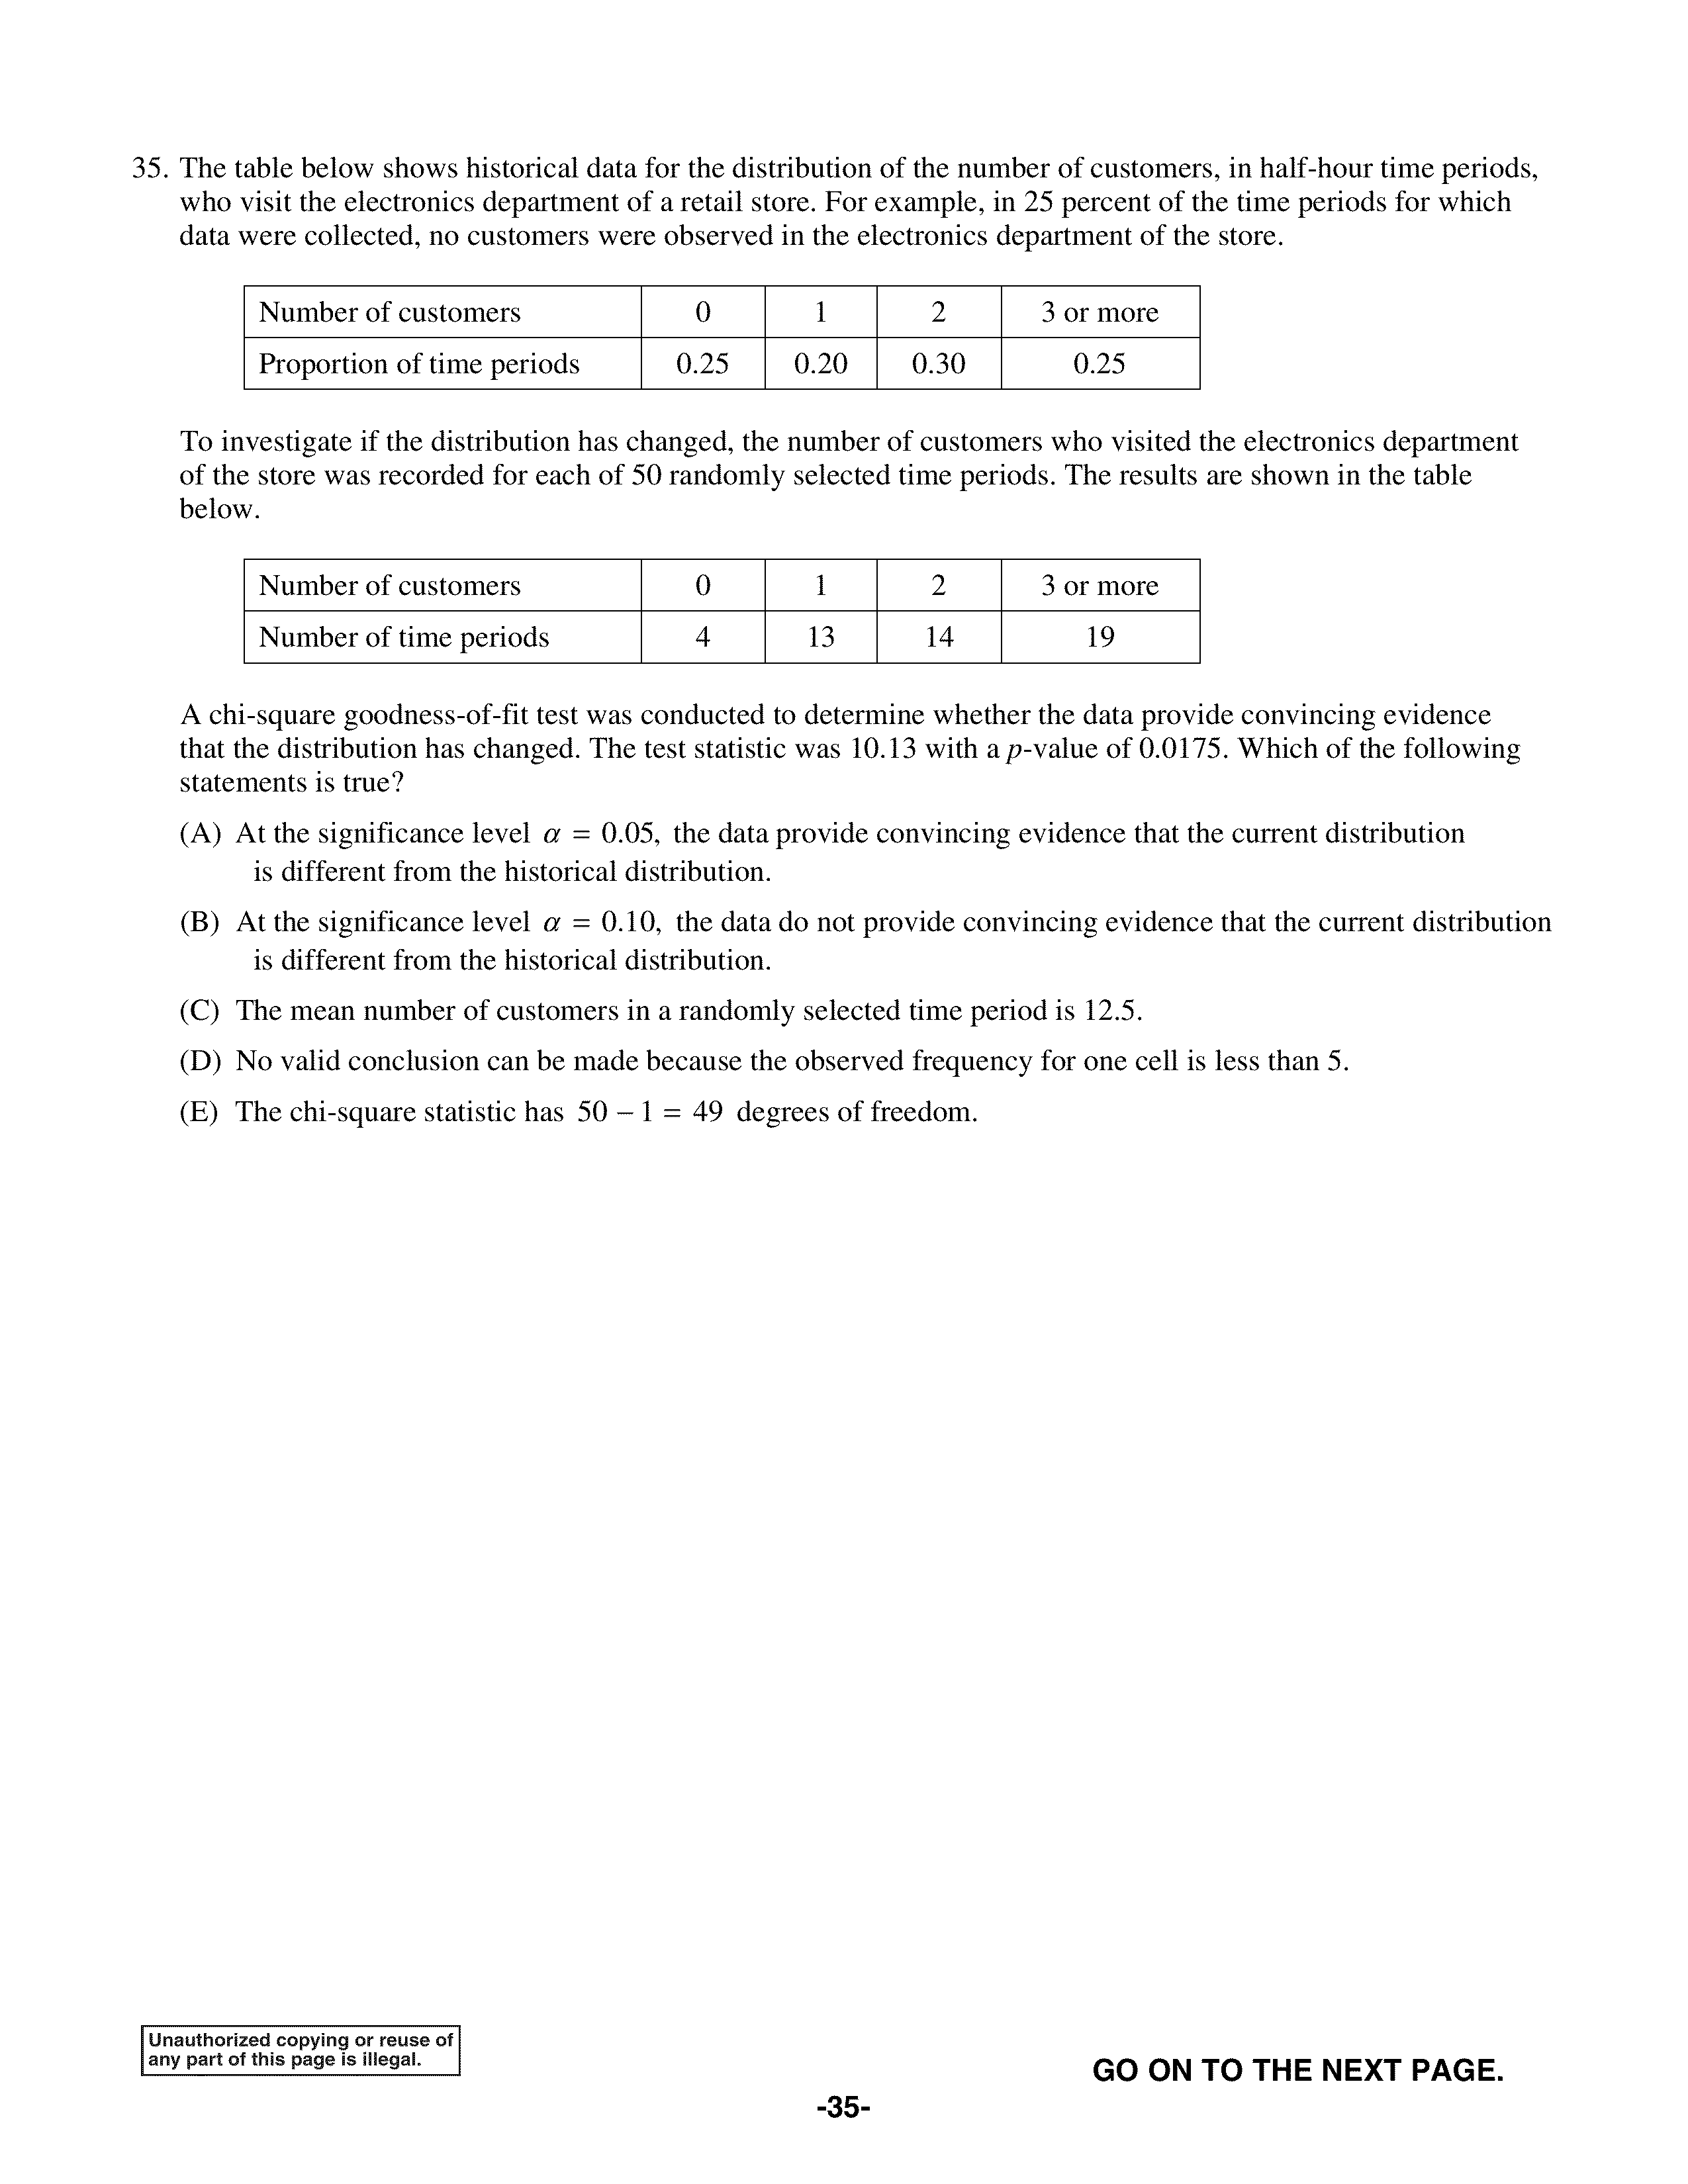 35. The table below shows historical data for the distribution of the number of customers, in half-hour time periods,
who visit the electronics department of a retail store. For example, in 25 percent of the time periods for which
data were collected, no customers were observed in the electronics department of the store.
Number of customers 0 1 2 3 or more
Proportion of time periods 0.25 0.20 0.30 0.25
To investigate if the distribution has changed, the number of customers who visited the electronics department
of the store was recorded for each of 50 randomly selected time periods. The results are shown in the table
below.
Number of customers 0 1 2 3 or more
Number of time periods 4 13 14 19
A chi-square goodness-of-fit test was conducted to determine whether the data provide convincing evidence
that the distribution has changed. The test statistic was 10.13 with a p-value of 0.0175. Which of the following
statements is true?
(A) At the significance level α = 0.05, the data provide convincing evidence that the current distribution
is different from the historical distribution.
(B) At the significance level α = 0.10, the data do not provide convincing evidence that the current distribution
is different from the historical distribution.
(C) The mean number of customers in a randomly selected time period is 12.5.
(D) No valid conclusion can be made because the observed frequency for one cell is less than 5.
(E) The chi-square statistic has 50 – 1 = 49 degrees of freedom.
Unauthorized copying or reuse of
any part of this page is illegal.
GO ON TO THE NEXT PAGE.
-35-